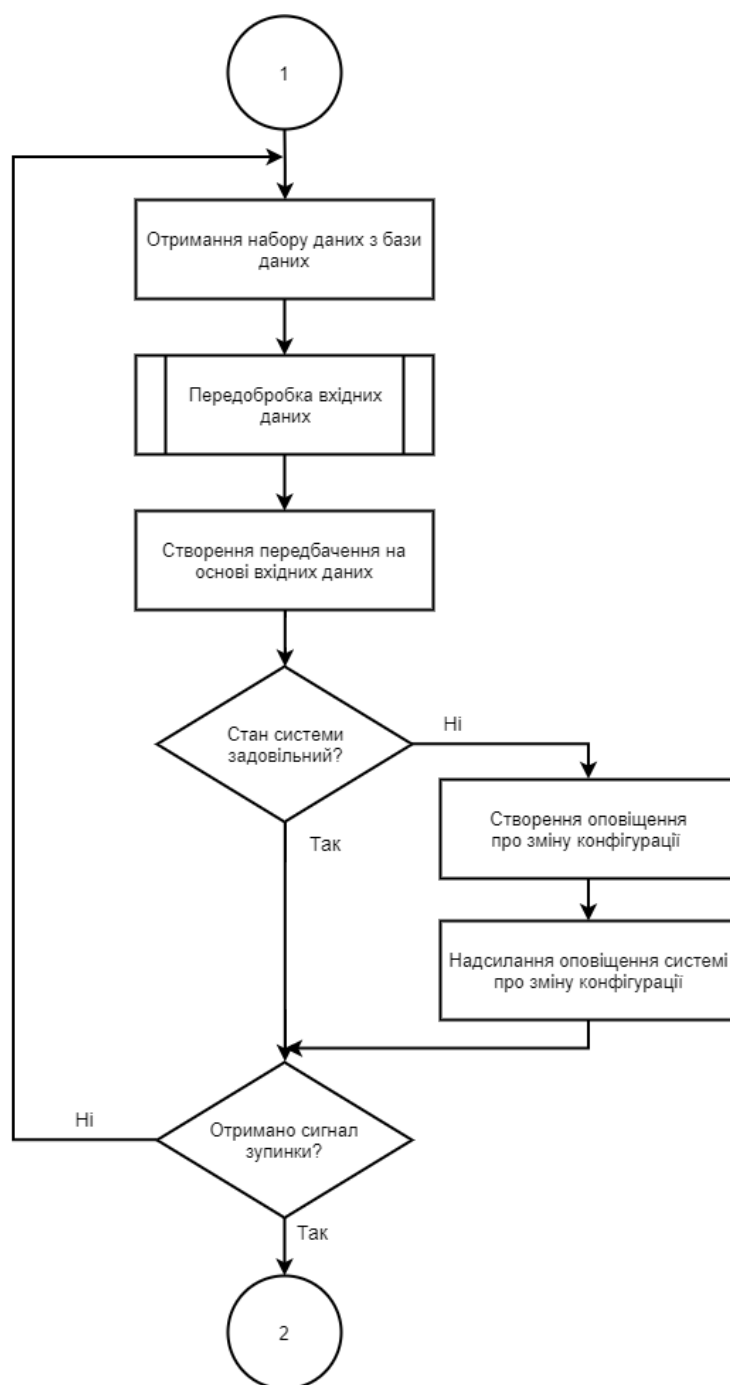 1
Отримання набору даних з бази
даних
Передобробка вхідних
даних
Створення передбачення на
основі вхідних даних
Стан системи
задовільний?
Ні
Так
Створення оповіщення
про зміну конфігурації
Надсилання оповіщення системі
про зміну конфігурації
Ні
Отримано сигнал
зупинки?
Так
2